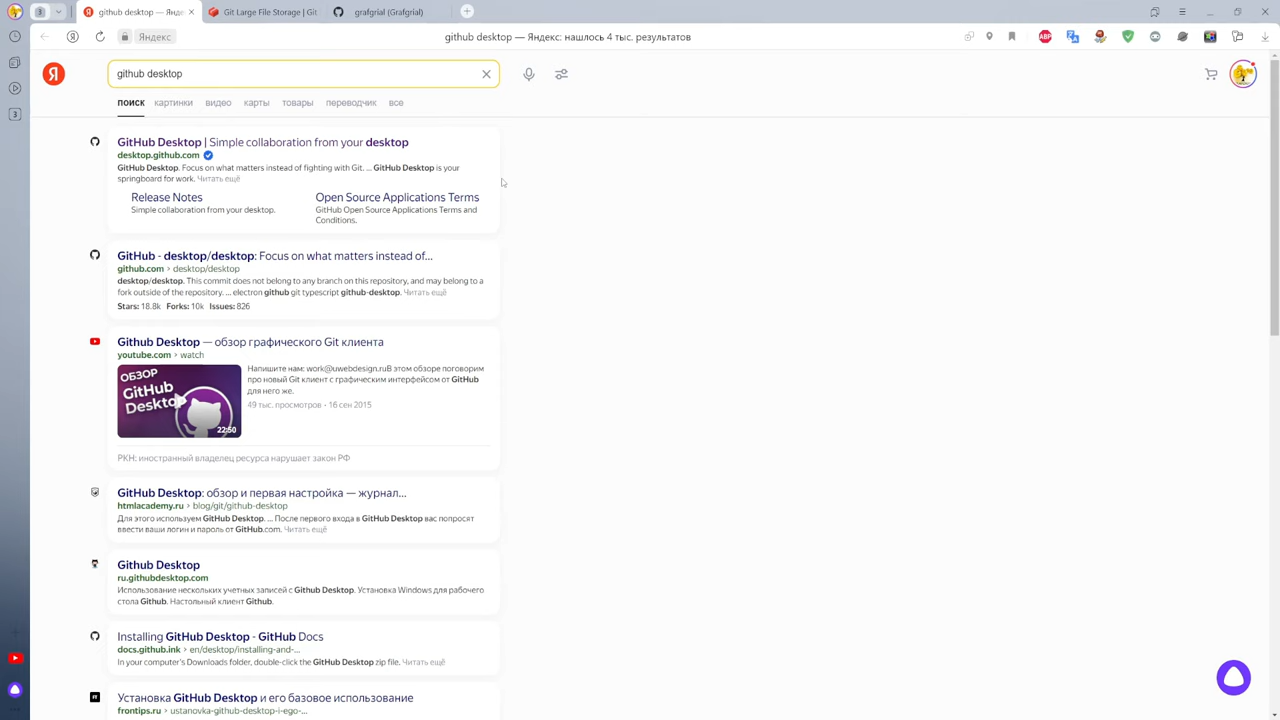 3
github desktop — Янде
Git Large File Storage | Git
grafgrial (Grafgrial)
Яндекс
github desktop — Яндекс: нашлось 4 тыс. результатов
ABP
Я
github desktop
поиск картинки видео карты товары переводчик все
GitHub Desktop | Simple collaboration from your desktop
desktop.github.com
GitHub Desktop. Focus on what matters instead of fighting with Git. ... GitHub Desktop is your
springboard for work. Читать ещё
Release Notes
Simple collaboration from your desktop.
Open Source Applications Terms
GitHub Open Source Applications Terms and
Conditions.
GitHub - desktop/desktop: Focus on what matters instead of...
github.com › desktop/desktop
desktop/desktop. This commit does not belong to any branch on this repository, and may belong to a
fork outside of the repository. ... electron github git typescript github-desktop. Читать ещё
Stars: 18.8k Forks: 10k Issues: 826
Github Desktop — обзор графического Git клиента
youtube.com › watch
ОБЗОР
GitHub
Desktop
22:50
Напишите нам: work@uwebdesign.ruВ этом обзоре поговорим
про новый Git клиент с графическим интерфейсом от GitHub
для него же.
49 тыс. просмотров · 16 сен 2015
РКН: иностранный владелец ресурса нарушает закон РФ
GitHub Desktop: обзор и первая настройка — журнал...
htmlacademy.ru › blog/git/github-desktop
Для этого используем GitHub Desktop. ... После первого входа в GitHub Desktop вас попросят
ввести ваши логин и пароль от GitHub.com. Читать ещё
Github Desktop
ru.githubdesktop.com
Использование нескольких учетных записей с Github Desktop. Установка Windows для рабочего
стола Github. Настольный клиент Github.
Installing GitHub Desktop - GitHub Docs
docs.github.ink › en/desktop/installing-and-...
In your computer's Downloads folder, double-click the GitHub Desktop zip file. Читать ещё
Установка GitHub Desktop и его базовое использование
frontips.ru › ustanovka-github-desktop-i-ego-...